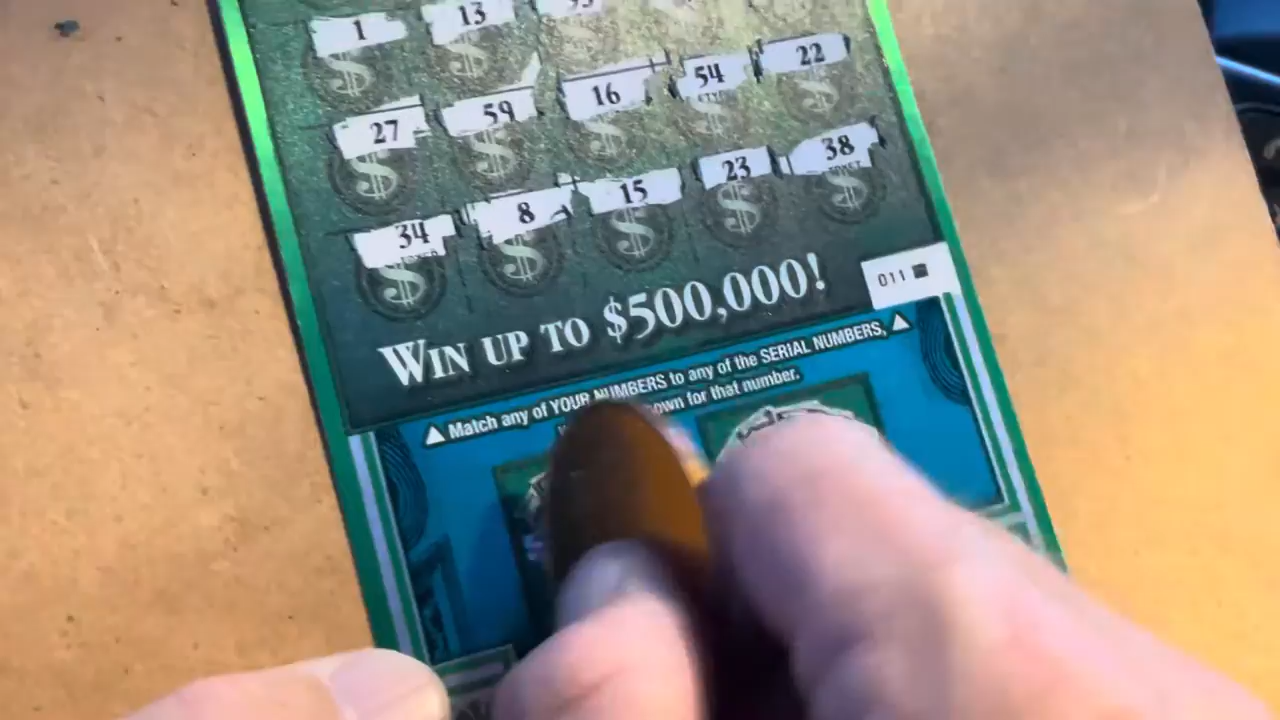 1 13 93
27 59 16 54 22
34 8 15 23 38
WIN UP TO $500,000!
011
Match any of YOUR NUMBERS to any of the SERIAL NUMBERS,
for that number.